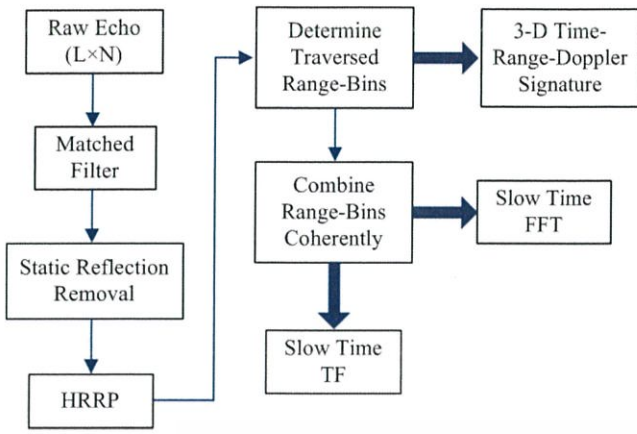 Raw Echo
(L×N)
Matched
Filter
Static Reflection
Removal
HRRP
Determine
Traversed
Range-Bins
3-D Time-
Range-Doppler
Signature
Combine
Range-Bins
Coherently
Slow Time
FFT
Slow Time
TF